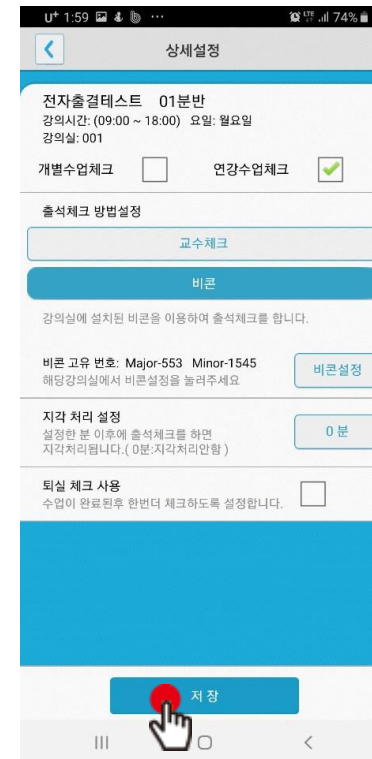 U+ 1:59 ··· LTE 74%
상세설정
전자출결테스트 01분반
강의시간: (09:00 ~ 18:00) 요일: 월요일
강의실: 001
개별수업체크 연강수업체크
출석체크 방법설정
교수체크
비콘
강의실에 설치된 비콘을 이용하여 출석체크를 합니다.
비콘 고유 번호: Major-553 Minor-1545
해당강의실에서 비콘설정을 눌러주세요
비콘설정
지각 처리 설정
설정한 분 이후에 출석체크를 하면
지각처리됩니다.( 0분:지각처리안함 )
0 분
퇴실 체크 사용
수업이 완료된후 한번더 체크하도록 설정합니다.
저 장